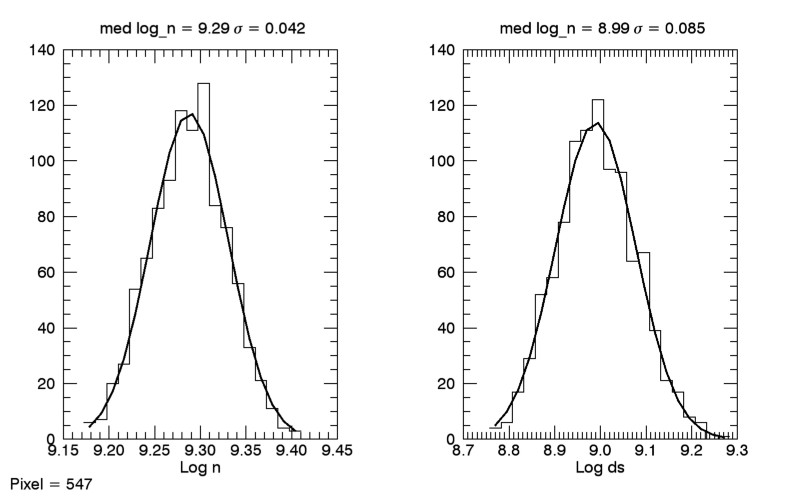 med log_n = 9.29 σ = 0.042
140
120
100
80
60
40
20
0
9.15 9.20 9.25 9.30 9.35 9.40 9.45
Log n
med log_n = 8.99 σ = 0.085
140
120
100
80
60
40
20
0
8.7 8.8 8.9 9.0 9.1 9.2 9.3
Log ds
Pixel = 547